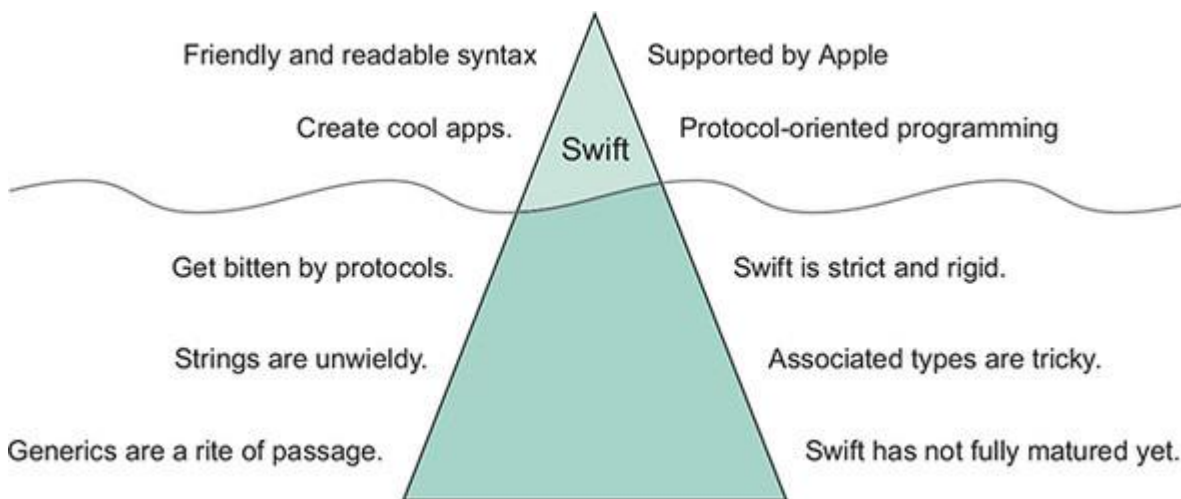 Friendly and readable syntax
Supported by Apple
Create cool apps.
Protocol-oriented programming
Swift
Get bitten by protocols.
Swift is strict and rigid.
Strings are unwieldy.
Associated types are tricky.
Generics are a rite of passage.
Swift has not fully matured yet.